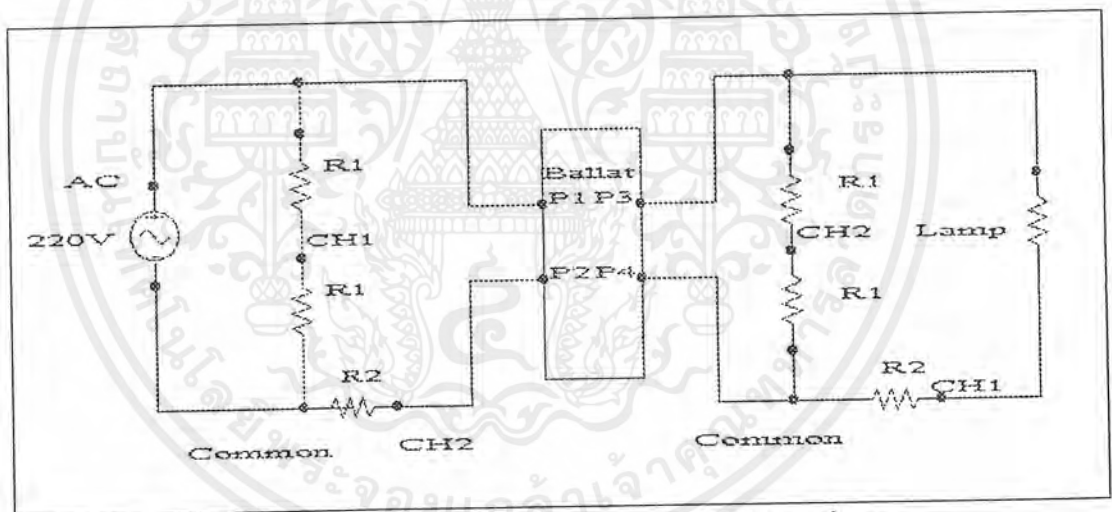 AC
220V
R1
CH1
R1
R2
Common
CH2
Ballat
P1 P3
P2 P4
R1
CH2
R1
Lamp
R2
CH1
Common